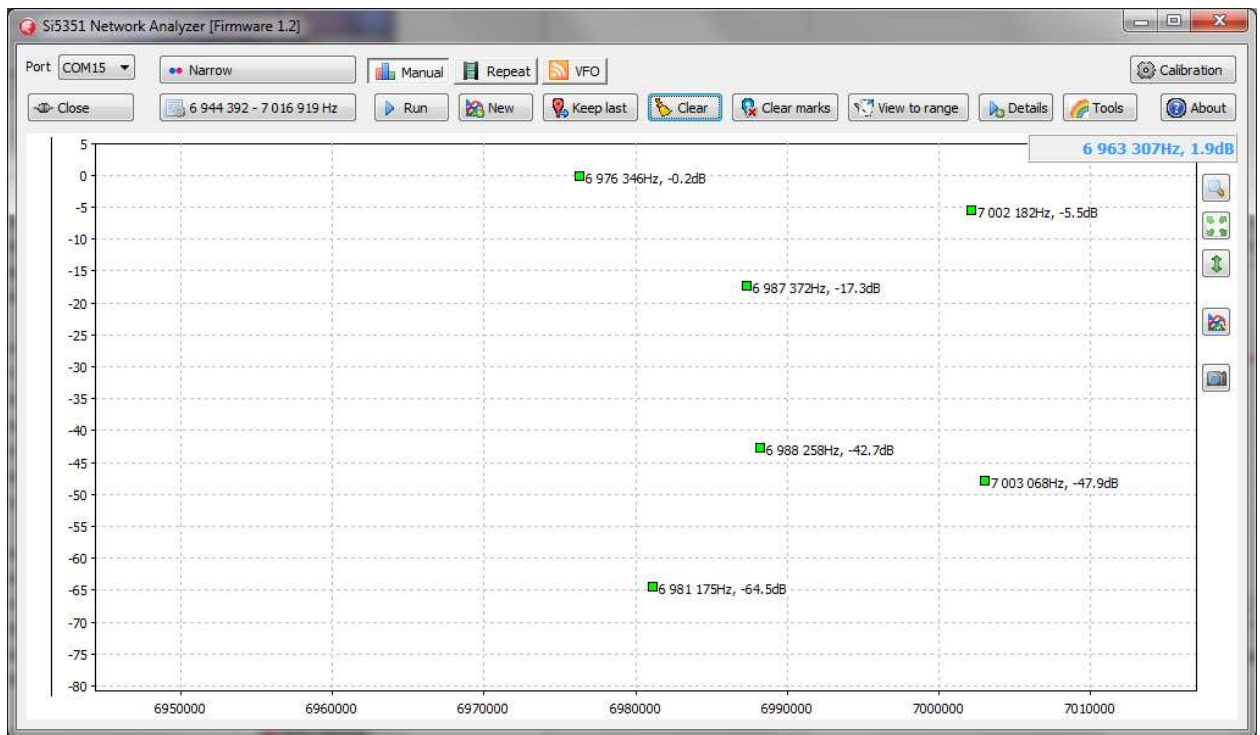 Si5351 Network Analyzer [Firmware 1.2]
Port COM15 Narrow Manual Repeat VFO Calibration
Close 6 944 392 - 7 016 919 Hz Run New Keep last Clear Clear marks View to range Details Tools About
6 963 307Hz, 1.9dB
5
0
-5
-10
-15
-20
-25
-30
-35
-40
-45
-50
-55
-60
-65
-70
-75
-80
6 976 346Hz, -0.2dB
7 002 182Hz, -5.5dB
6 987 372Hz, -17.3dB
6 988 258Hz, -42.7dB
7 003 068Hz, -47.9dB
6 981 175Hz, -64.5dB
6950000 6960000 6970000 6980000 6990000 7000000 7010000